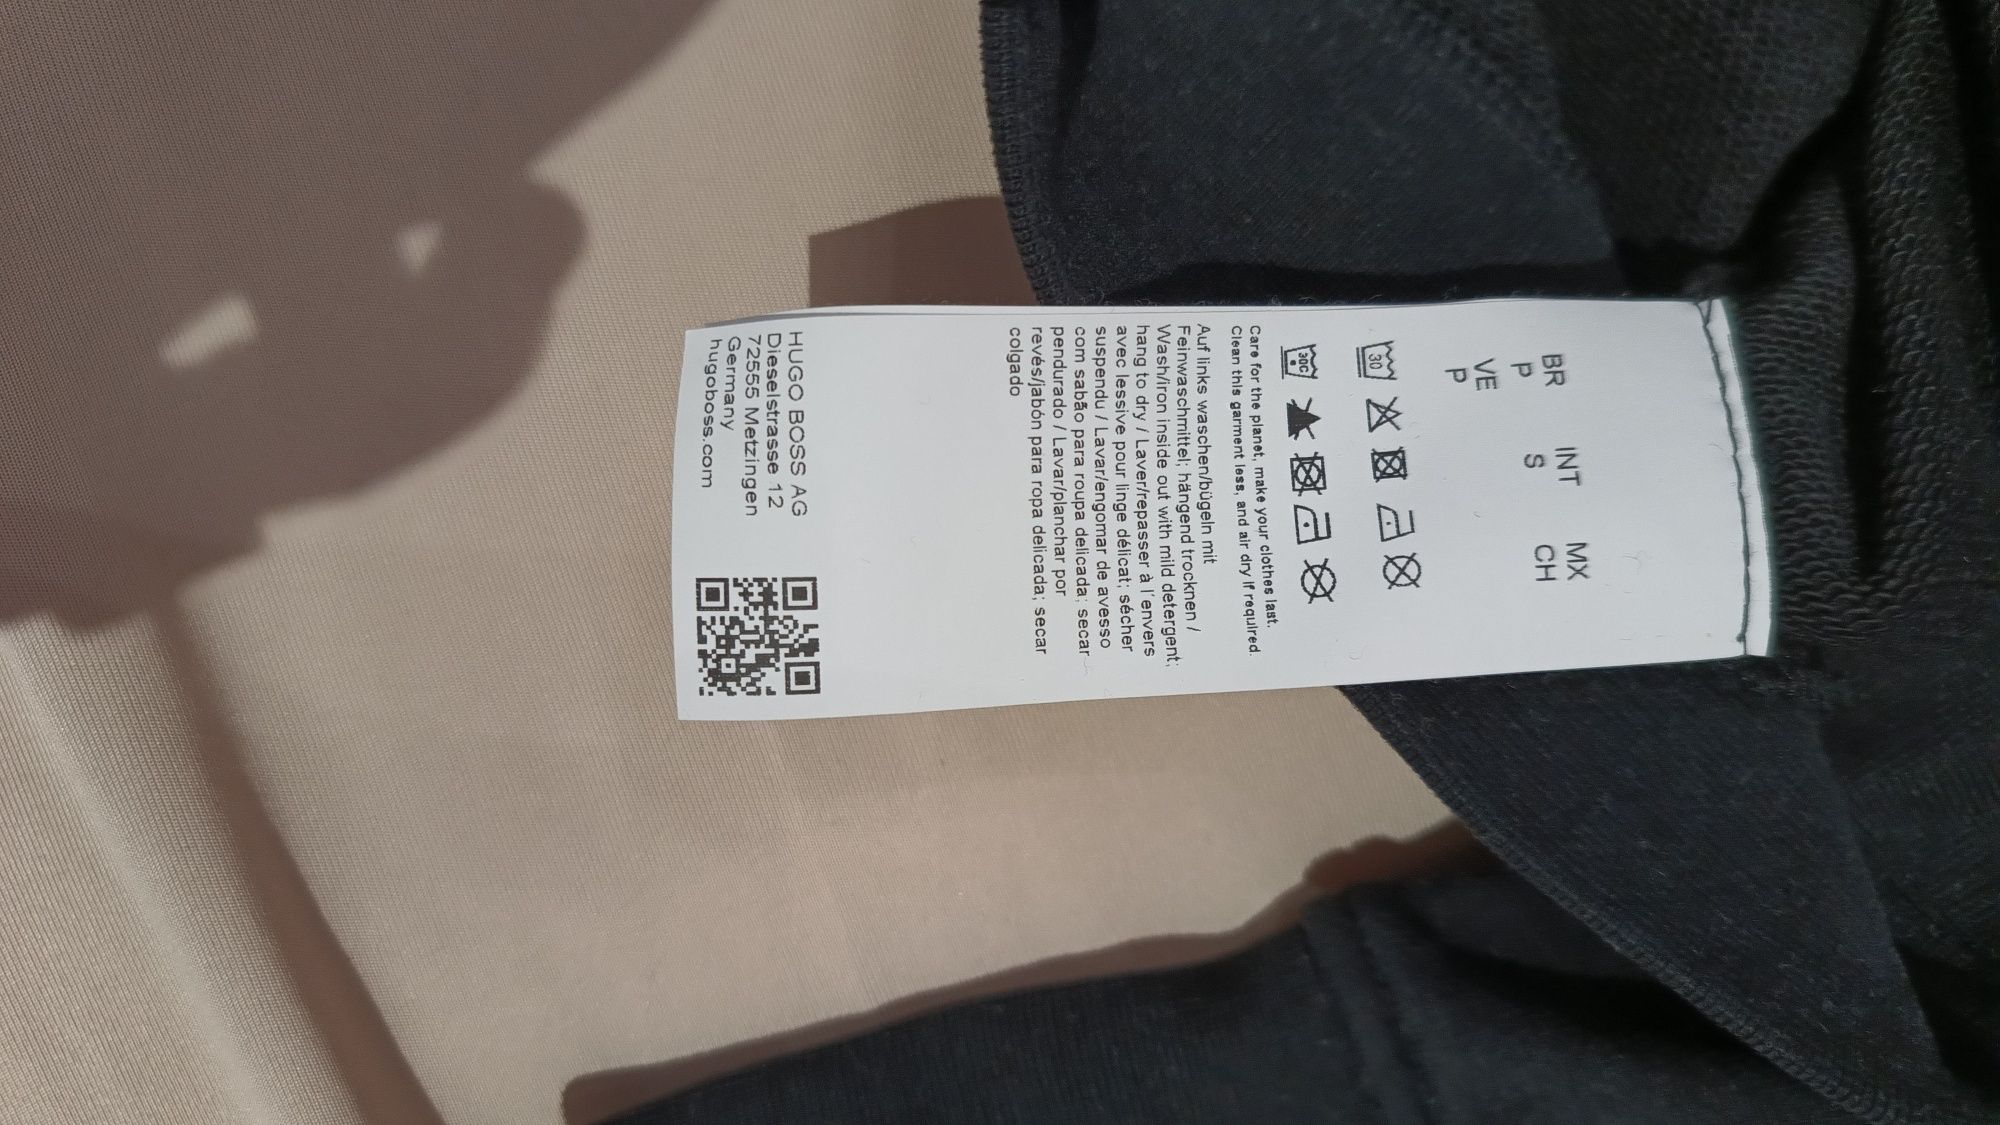 BR INT MX
P S CH
VE
P
30
30C
Care for the planet, make your clothes last.
Clean this garment less, and air dry if required.
Auf links waschen/bügeln mit
Feinwaschmittel; hängend trocknen /
Wash/iron inside out with mild detergent;
hang to dry / Laver/repasser à l'envers
avec lessive pour linge délicat; sécher
suspendu / Lavar/engomar de avesso
com sabão para roupa delicada; secar
pendurado / Lavar/planchar por
revés/jabón para ropa delicada; secar
colgado
HUGO BOSS AG
Dieselstrasse 12
72555 Metzingen
Germany
hugoboss.com